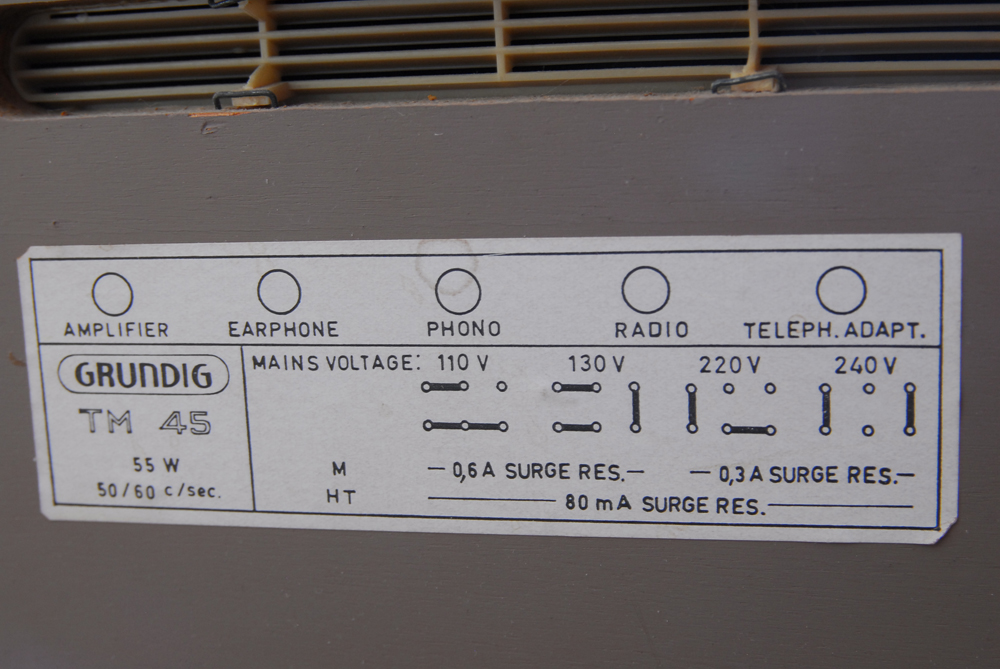 AMPLIFIER EARPHONE PHONO RADIO TELEPH. ADAPT.
GRUNDIG
TM 45
55 W
50/60 c/sec.
MAINS VOLTAGE: 110 V 130 V 220 V 240 V
M — 0,6 A SURGE RES. — — 0,3 A SURGE RES. —
HT — 80 mA SURGE RES. —